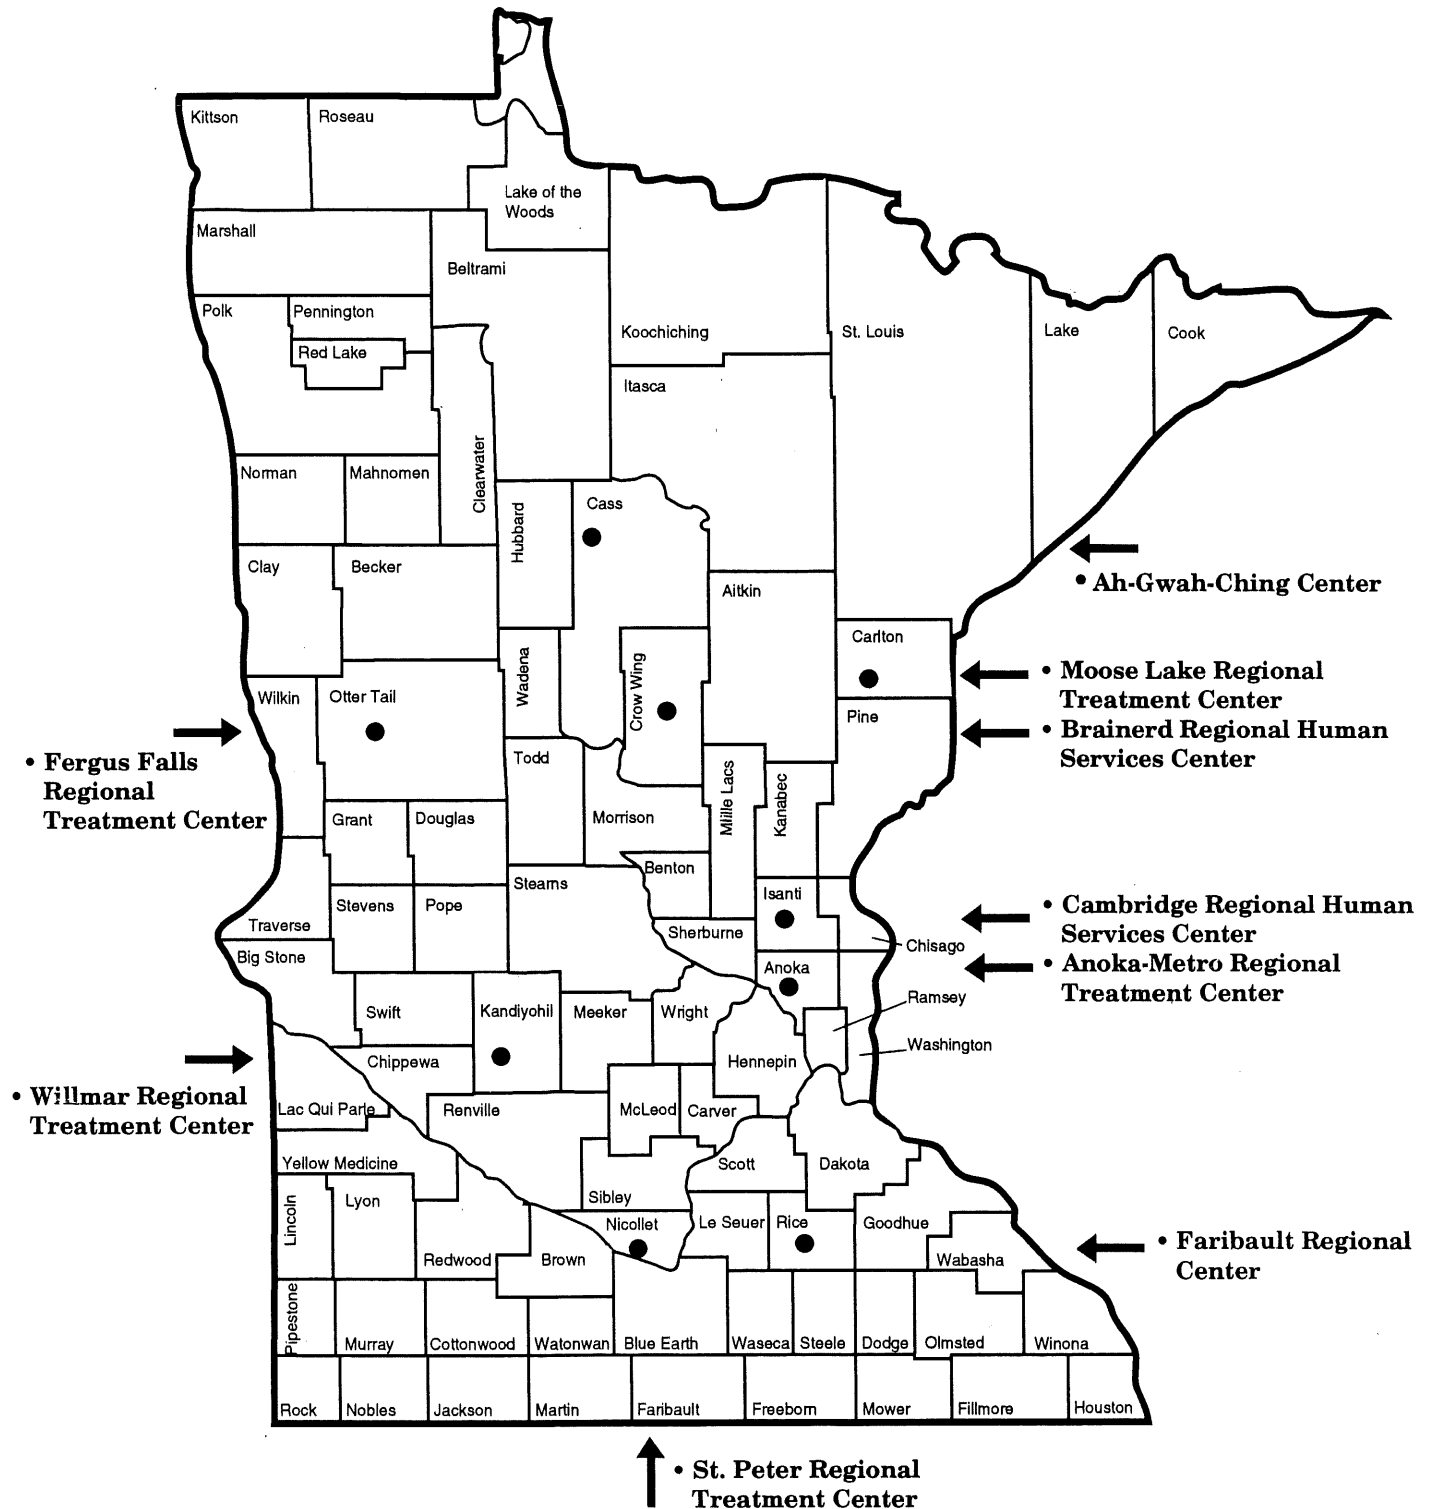 Kittson
Roseau
Lake of the
Woods
Marshall
Beltrami
Polk
Pennington
Koochiching
St. Louis
Lake
Cook
Red Lake
Itasca
Clearwater
Norman
Mahnomen
Hubbard
Cass
Clay
Becker
Aitkin
• Ah-Gwah-Ching Center
Carlton
Wadena
Crow Wing
• Moose Lake Regional
Treatment Center
Wilkin
Otter Tail
Pine
• Brainerd Regional Human
Services Center
• Fergus Falls
Regional
Treatment Center
Todd
Mille Lacs
Kanabec
Grant
Douglas
Morrison
Benton
Stearns
Isanti
Stevens
Pope
Traverse
Sherburne
• Cambridge Regional Human
Services Center
Chisago
Big Stone
Anoka
• Anoka-Metro Regional
Treatment Center
Swift
Kandiyohil
Meeker
Wright
Ramsey
Washington
Chippewa
Hennepin
• Willmar Regional
Treatment Center
Lac Qui Parle
Renville
McLeod
Carver
Yellow Medicine
Scott
Dakota
Lincoln
Lyon
Sibley
Nicollet
Le Seuer
Rice
Goodhue
Redwood
Brown
Wabasha
• Faribault Regional
Center
Pipestone
Murray
Cottonwood
Watonwan
Blue Earth
Waseca
Steele
Dodge
Olmsted
Winona
Rock
Nobles
Jackson
Martin
Faribault
Freeborn
Mower
Fillmore
Houston
• St. Peter Regional
Treatment Center